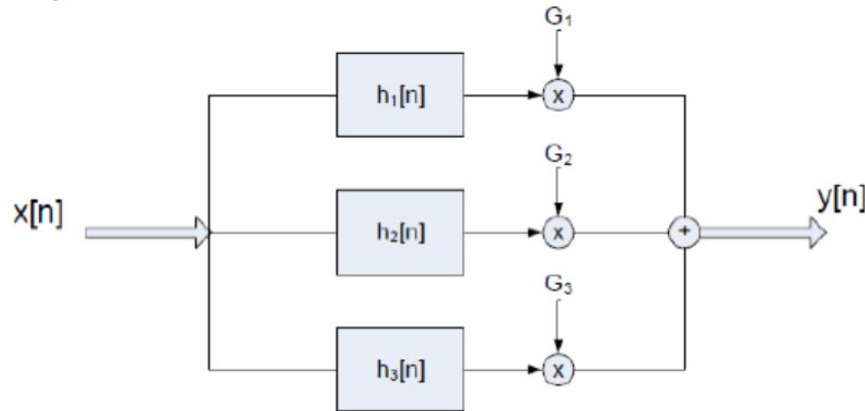 G₁
h₁[n]
x
G₂
x[n]
h₂[n]
x
+
y[n]
G₃
h₃[n]
x